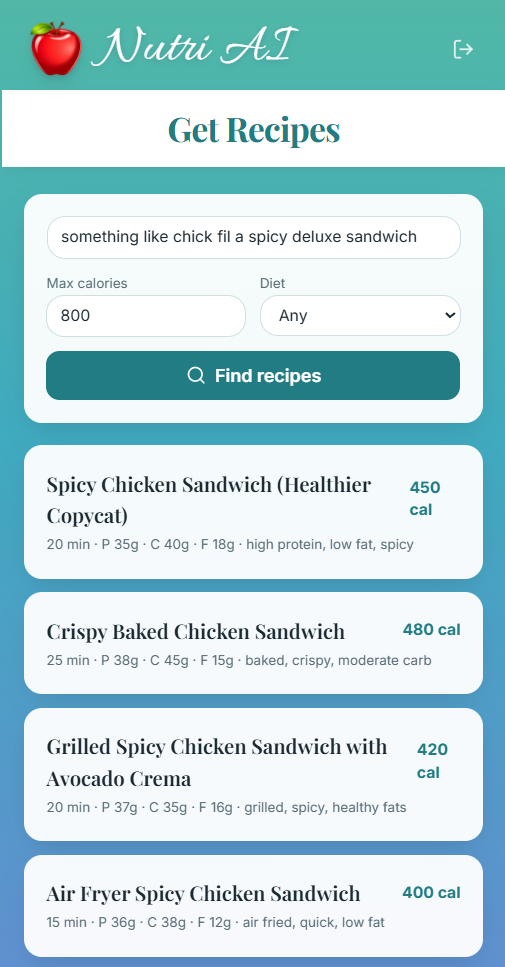 Nutri AI
Get Recipes
something like chick fil a spicy deluxe sandwich
Max calories
Diet
800
Any
Find recipes
Spicy Chicken Sandwich (Healthier
Copycat)
450
cal
20 min · P 35g · C 40g · F 18g · high protein, low fat, spicy
Crispy Baked Chicken Sandwich
480 cal
25 min · P 38g · C 45g · F 15g · baked, crispy, moderate carb
Grilled Spicy Chicken Sandwich with
Avocado Crema
420
cal
20 min · P 37g · C 35g · F 16g · grilled, spicy, healthy fats
Air Fryer Spicy Chicken Sandwich
400 cal
15 min · P 36g · C 38g · F 12g · air fried, quick, low fat